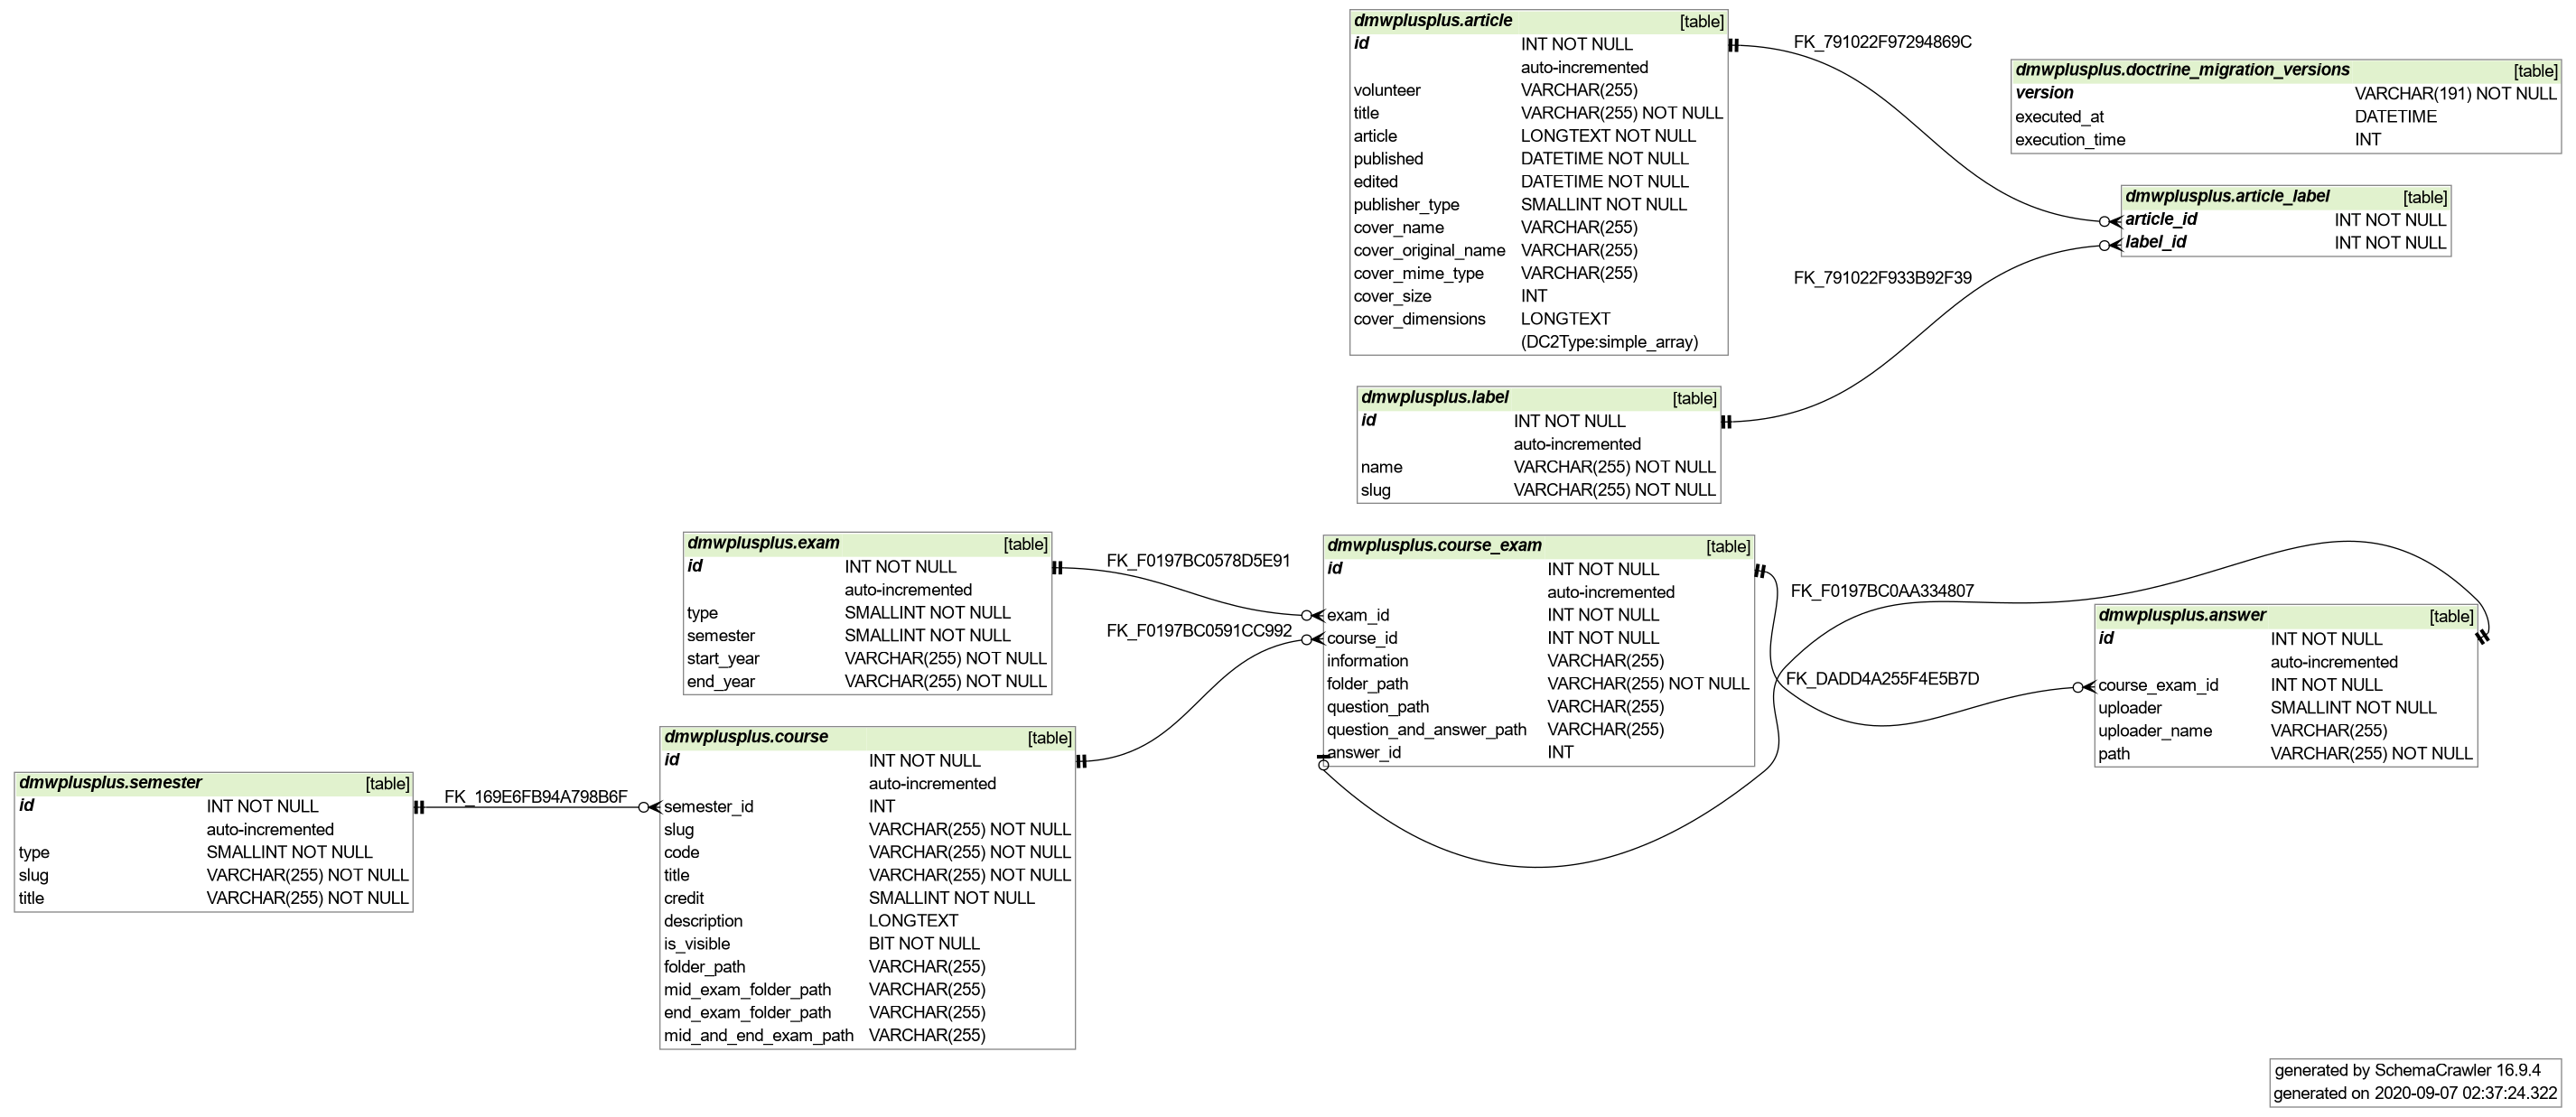 dmwplusplus.article [table]
id INT NOT NULL
auto-incremented
volunteer VARCHAR(255)
title VARCHAR(255) NOT NULL
article LONGTEXT NOT NULL
published DATETIME NOT NULL
edited DATETIME NOT NULL
publisher_type SMALLINT NOT NULL
cover_name VARCHAR(255)
cover_original_name VARCHAR(255)
cover_mime_type VARCHAR(255)
cover_size INT
cover_dimensions LONGTEXT
(DC2Type:simple_array)
FK_791022F97294869C
dmwplusplus.doctrine_migration_versions [table]
version VARCHAR(191) NOT NULL
executed_at DATETIME
execution_time INT
dmwplusplus.article_label [table]
article_id INT NOT NULL
label_id INT NOT NULL
FK_791022F933B92F39
dmwplusplus.label [table]
id INT NOT NULL
auto-incremented
name VARCHAR(255) NOT NULL
slug VARCHAR(255) NOT NULL
dmwplusplus.exam [table]
id INT NOT NULL
auto-incremented
type SMALLINT NOT NULL
semester SMALLINT NOT NULL
start_year VARCHAR(255) NOT NULL
end_year VARCHAR(255) NOT NULL
FK_F0197BC0578D5E91
FK_F0197BC0591CC992
dmwplusplus.course_exam [table]
id INT NOT NULL
auto-incremented
exam_id INT NOT NULL
course_id INT NOT NULL
information VARCHAR(255)
folder_path VARCHAR(255) NOT NULL
question_path VARCHAR(255)
question_and_answer_path VARCHAR(255)
answer_id INT
FK_F0197BC0AA334807
FK_DADD4A255F4E5B7D
dmwplusplus.answer [table]
id INT NOT NULL
auto-incremented
course_exam_id INT NOT NULL
uploader SMALLINT NOT NULL
uploader_name VARCHAR(255)
path VARCHAR(255) NOT NULL
dmwplusplus.semester [table]
id INT NOT NULL
auto-incremented
type SMALLINT NOT NULL
slug VARCHAR(255) NOT NULL
title VARCHAR(255) NOT NULL
FK_169E6FB94A798B6F
dmwplusplus.course [table]
id INT NOT NULL
auto-incremented
semester_id INT
slug VARCHAR(255) NOT NULL
code VARCHAR(255) NOT NULL
title VARCHAR(255) NOT NULL
credit SMALLINT NOT NULL
description LONGTEXT
is_visible BIT NOT NULL
folder_path VARCHAR(255)
mid_exam_folder_path VARCHAR(255)
end_exam_folder_path VARCHAR(255)
mid_and_end_exam_path VARCHAR(255)
generated by SchemaCrawler 16.9.4
generated on 2020-09-07 02:37:24.322